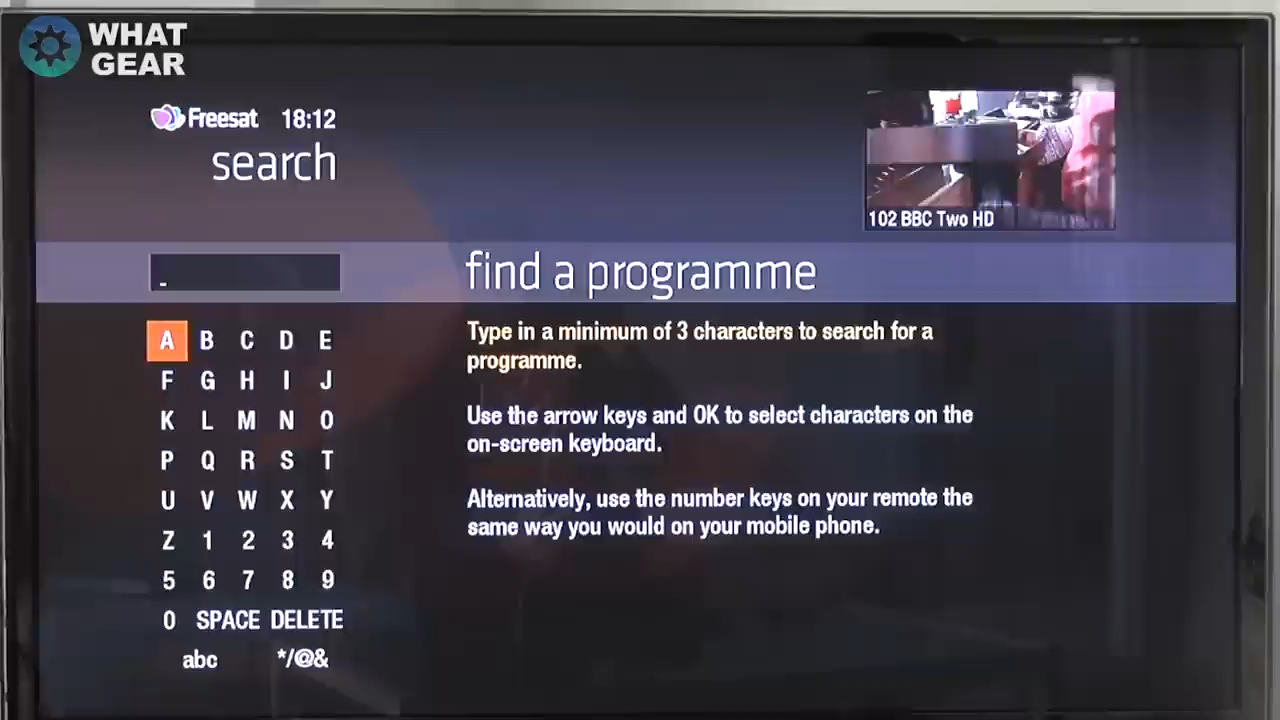 WHAT
GEAR
Freesat 18:12
search
102 BBC Two HD
-
find a programme
A B C D E
F G H I J
K L M N O
P Q R S T
U V W X Y
Z 1 2 3 4
5 6 7 8 9
0 SPACE DELETE
abc */@&
Type in a minimum of 3 characters to search for a
programme.
Use the arrow keys and OK to select characters on the
on-screen keyboard.
Alternatively, use the number keys on your remote the
same way you would on your mobile phone.